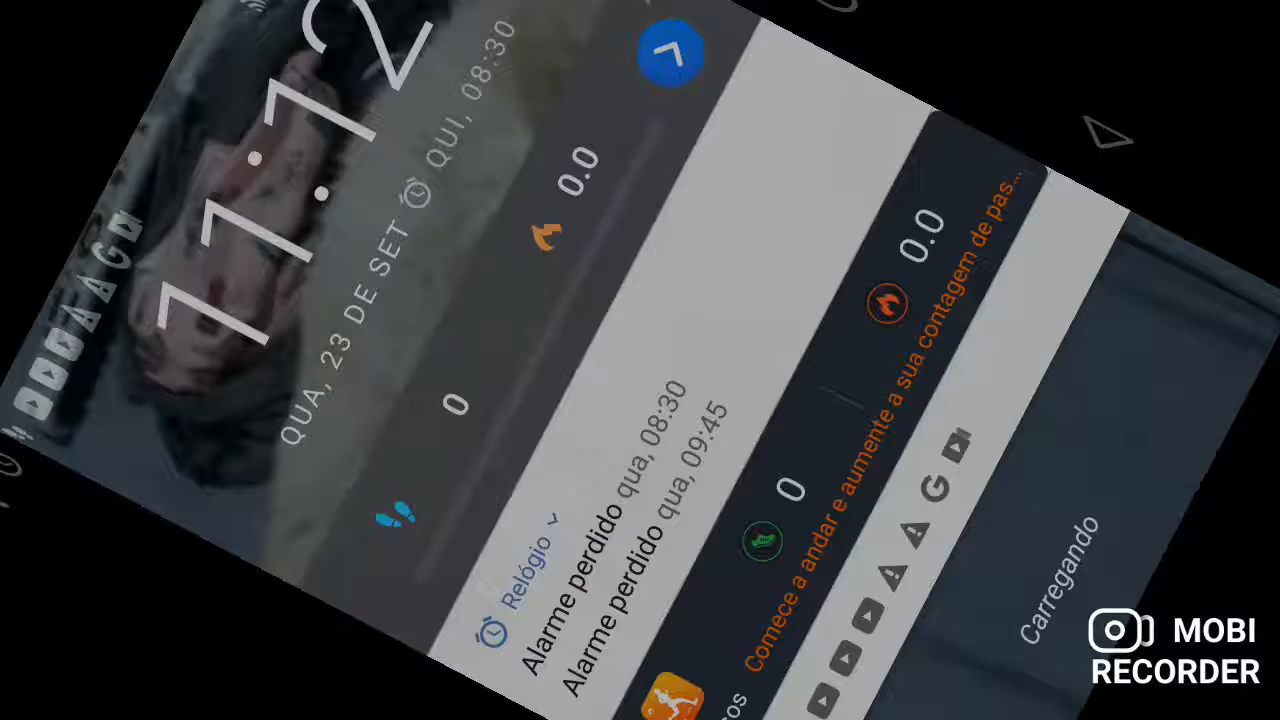 11:12
QUA, 23 DE SET QUI, 08:30
0 0.0
Relógio
Alarme perdido qua, 08:30
Alarme perdido qua, 09:45
0 0.0
Comece a andar e aumente a sua contagem de pas...
G
Carregando
MOBI
RECORDER